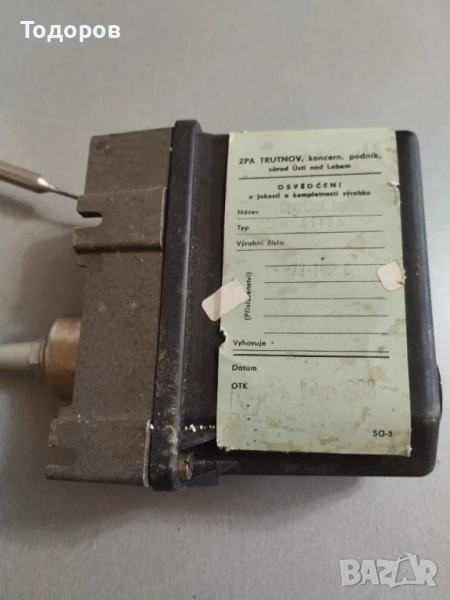 Тодоров
ZPA TRUTNOV, koncern. podnik,
závod Ústí nad Labem
OSVĚDČENÍ
o jakosti a kompletnosti výrobku
Název
Typ
Výrobní číslo
(Příslušenství)
Vyhovuje
Datum
OTK
SG-5
BAZAR